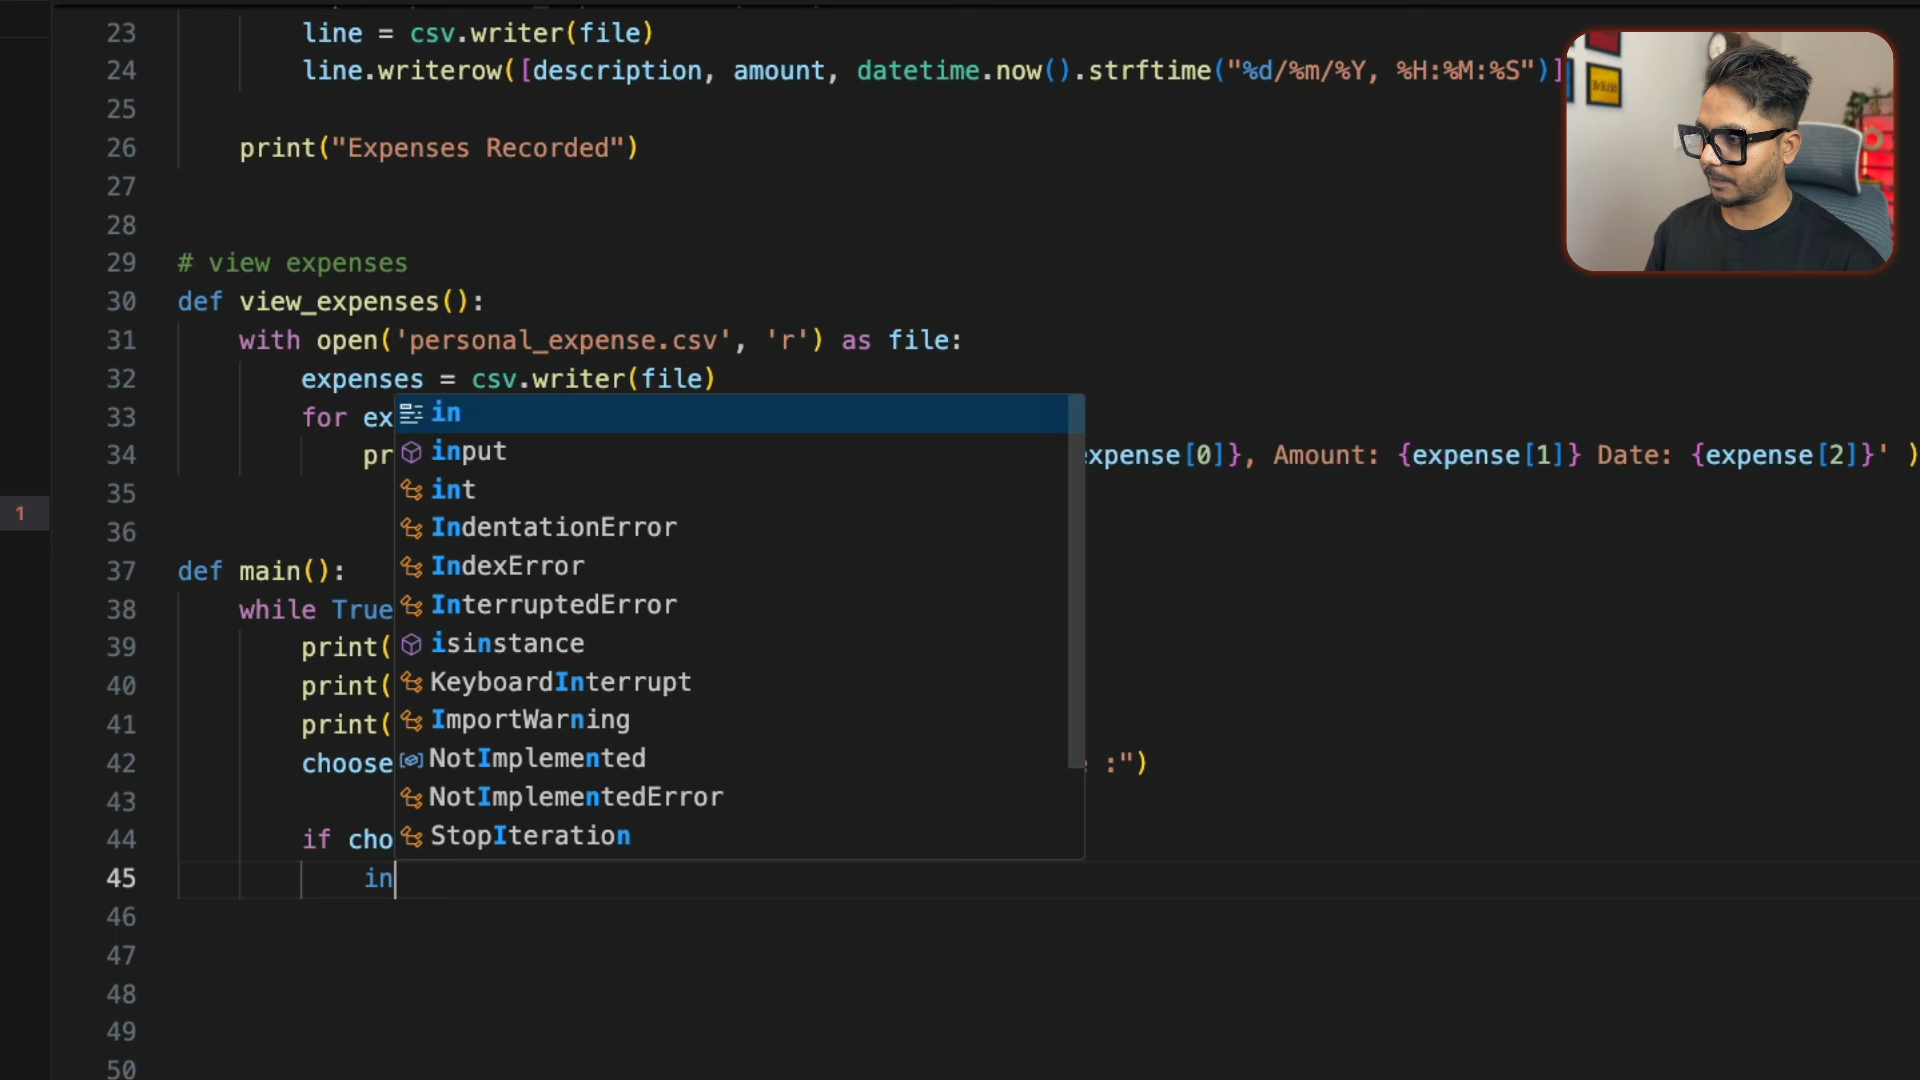 23 line = csv.writer(file)
24 line.writerow([description, amount, datetime.now().strftime("%d/%m/%Y, %H:%M:%S")]
25
26 print("Expenses Recorded")
27
28
29 # view expenses
30 def view_expenses():
31 with open('personal_expense.csv', 'r') as file:
32 expenses = csv.writer(file)
33 for ex
34 pr xpense[0]}, Amount: {expense[1]} Date: {expense[2]}' )
35
36
37 def main():
38 while True
39 print(
40 print(
41 print(
42 choose :")
43
44 if cho
45 in
46
47
48
49
50
in
input
int
IndentationError
IndexError
InterruptedError
isinstance
KeyboardInterrupt
ImportWarning
NotImplemented
NotImplementedError
StopIteration
1